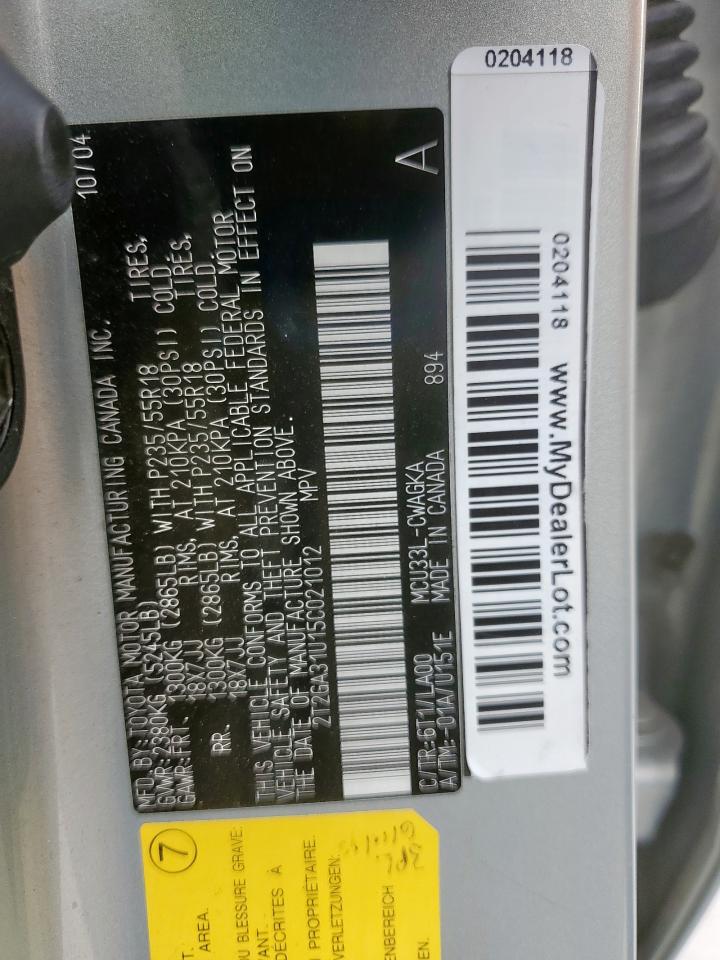 MFD. BY: TOYOTA MOTOR MANUFACTURING CANADA INC. 10/04
GVWR: 2380KG (5245LB)
GAWR: FRT. 1300KG (2865LB) WITH P235/55R18 TIRES,
18X7JJ RIMS, AT 210KPA (30PSI) COLD
RR. 1300KG (2865LB) WITH P235/55R18 TIRES,
18X7JJ RIMS, AT 210KPA (30PSI) COLD.
THIS VEHICLE CONFORMS TO ALL APPLICABLE FEDERAL MOTOR
VEHICLE SAFETY AND THEFT PREVENTION STANDARDS IN EFFECT ON
THE DATE OF MANUFACTURE SHOWN ABOVE.
2T2GA31U15C021012 MPV
C/TR:6T1/LA00 MCU33L-CWAGKA A
A/TM:-01A/U151E MADE IN CANADA 894
0204118
0204118 www.MyDealerLot.com
7
T.
AREA.
OU BLESSURE GRAVE
VANT.
DÉCRITES À
U PROPRIÉTAIRE.
VERLETZUNGEN.
ENBEREICH
EN.